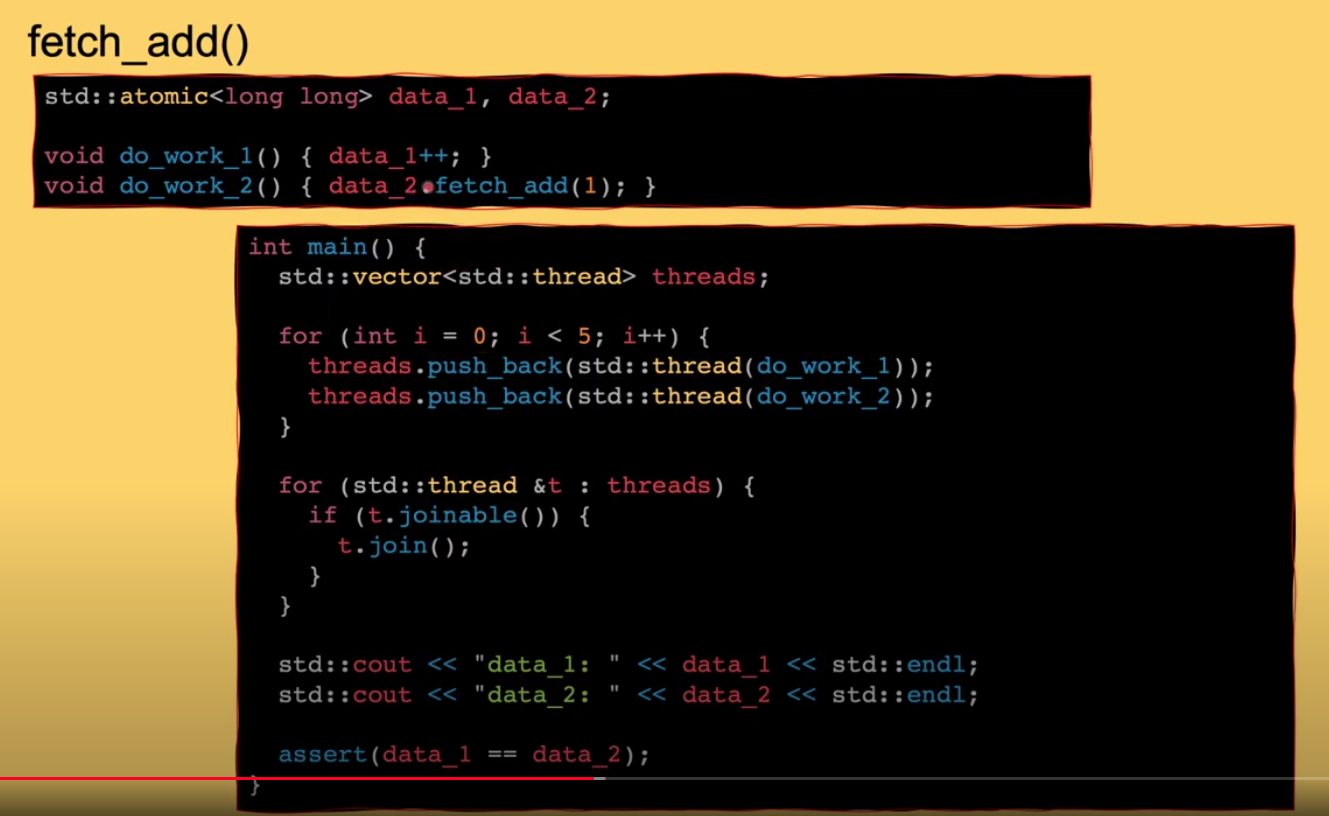 fetch_add()
std::atomic<long long> data_1, data_2;
void do_work_1() { data_1++; }
void do_work_2() { data_2.fetch_add(1); }
int main() {
std::vector<std::thread> threads;
for (int i = 0; i < 5; i++) {
threads.push_back(std::thread(do_work_1));
threads.push_back(std::thread(do_work_2));
}
for (std::thread &t : threads) {
if (t.joinable()) {
t.join();
}
}
std::cout << "data_1: " << data_1 << std::endl;
std::cout << "data_2: " << data_2 << std::endl;
assert(data_1 == data_2);
}